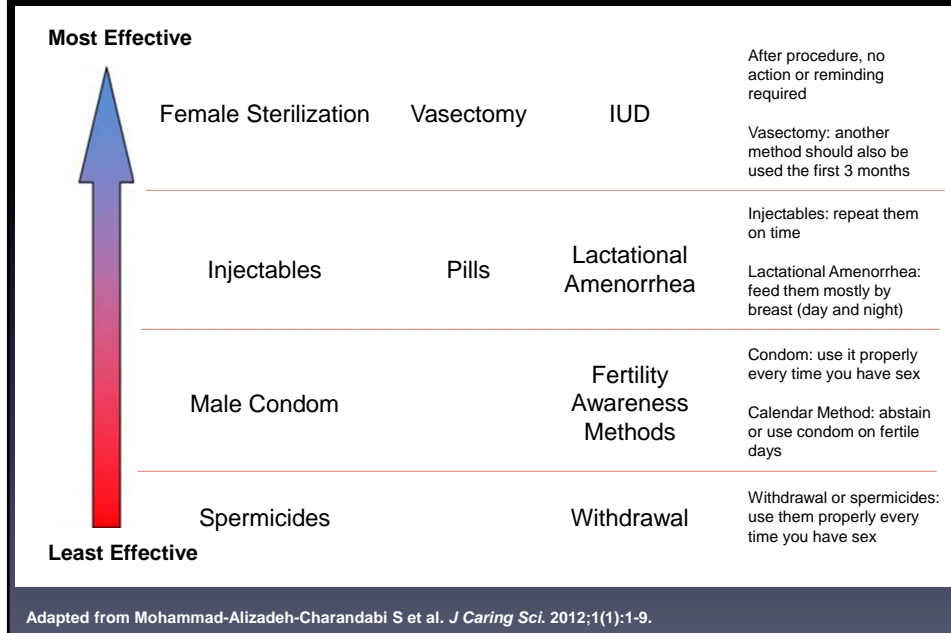 Most Effective
Female Sterilization
Vasectomy
IUD
After procedure, no
action or reminding
required
Vasectomy: another
method should also be
used the first 3 months
Injectables
Pills
Lactational
Amenorrhea
Injectables: repeat them
on time
Lactational Amenorrhea:
feed them mostly by
breast (day and night)
Male Condom
Fertility
Awareness
Methods
Condom: use it properly
every time you have sex
Calendar Method: abstain
or use condom on fertile
days
Spermicides
Withdrawal
Withdrawal or spermicides:
use them properly every
time you have sex
Least Effective
Adapted from Mohammad-Alizadeh-Charandabi S et al. J Caring Sci. 2012;1(1):1-9.